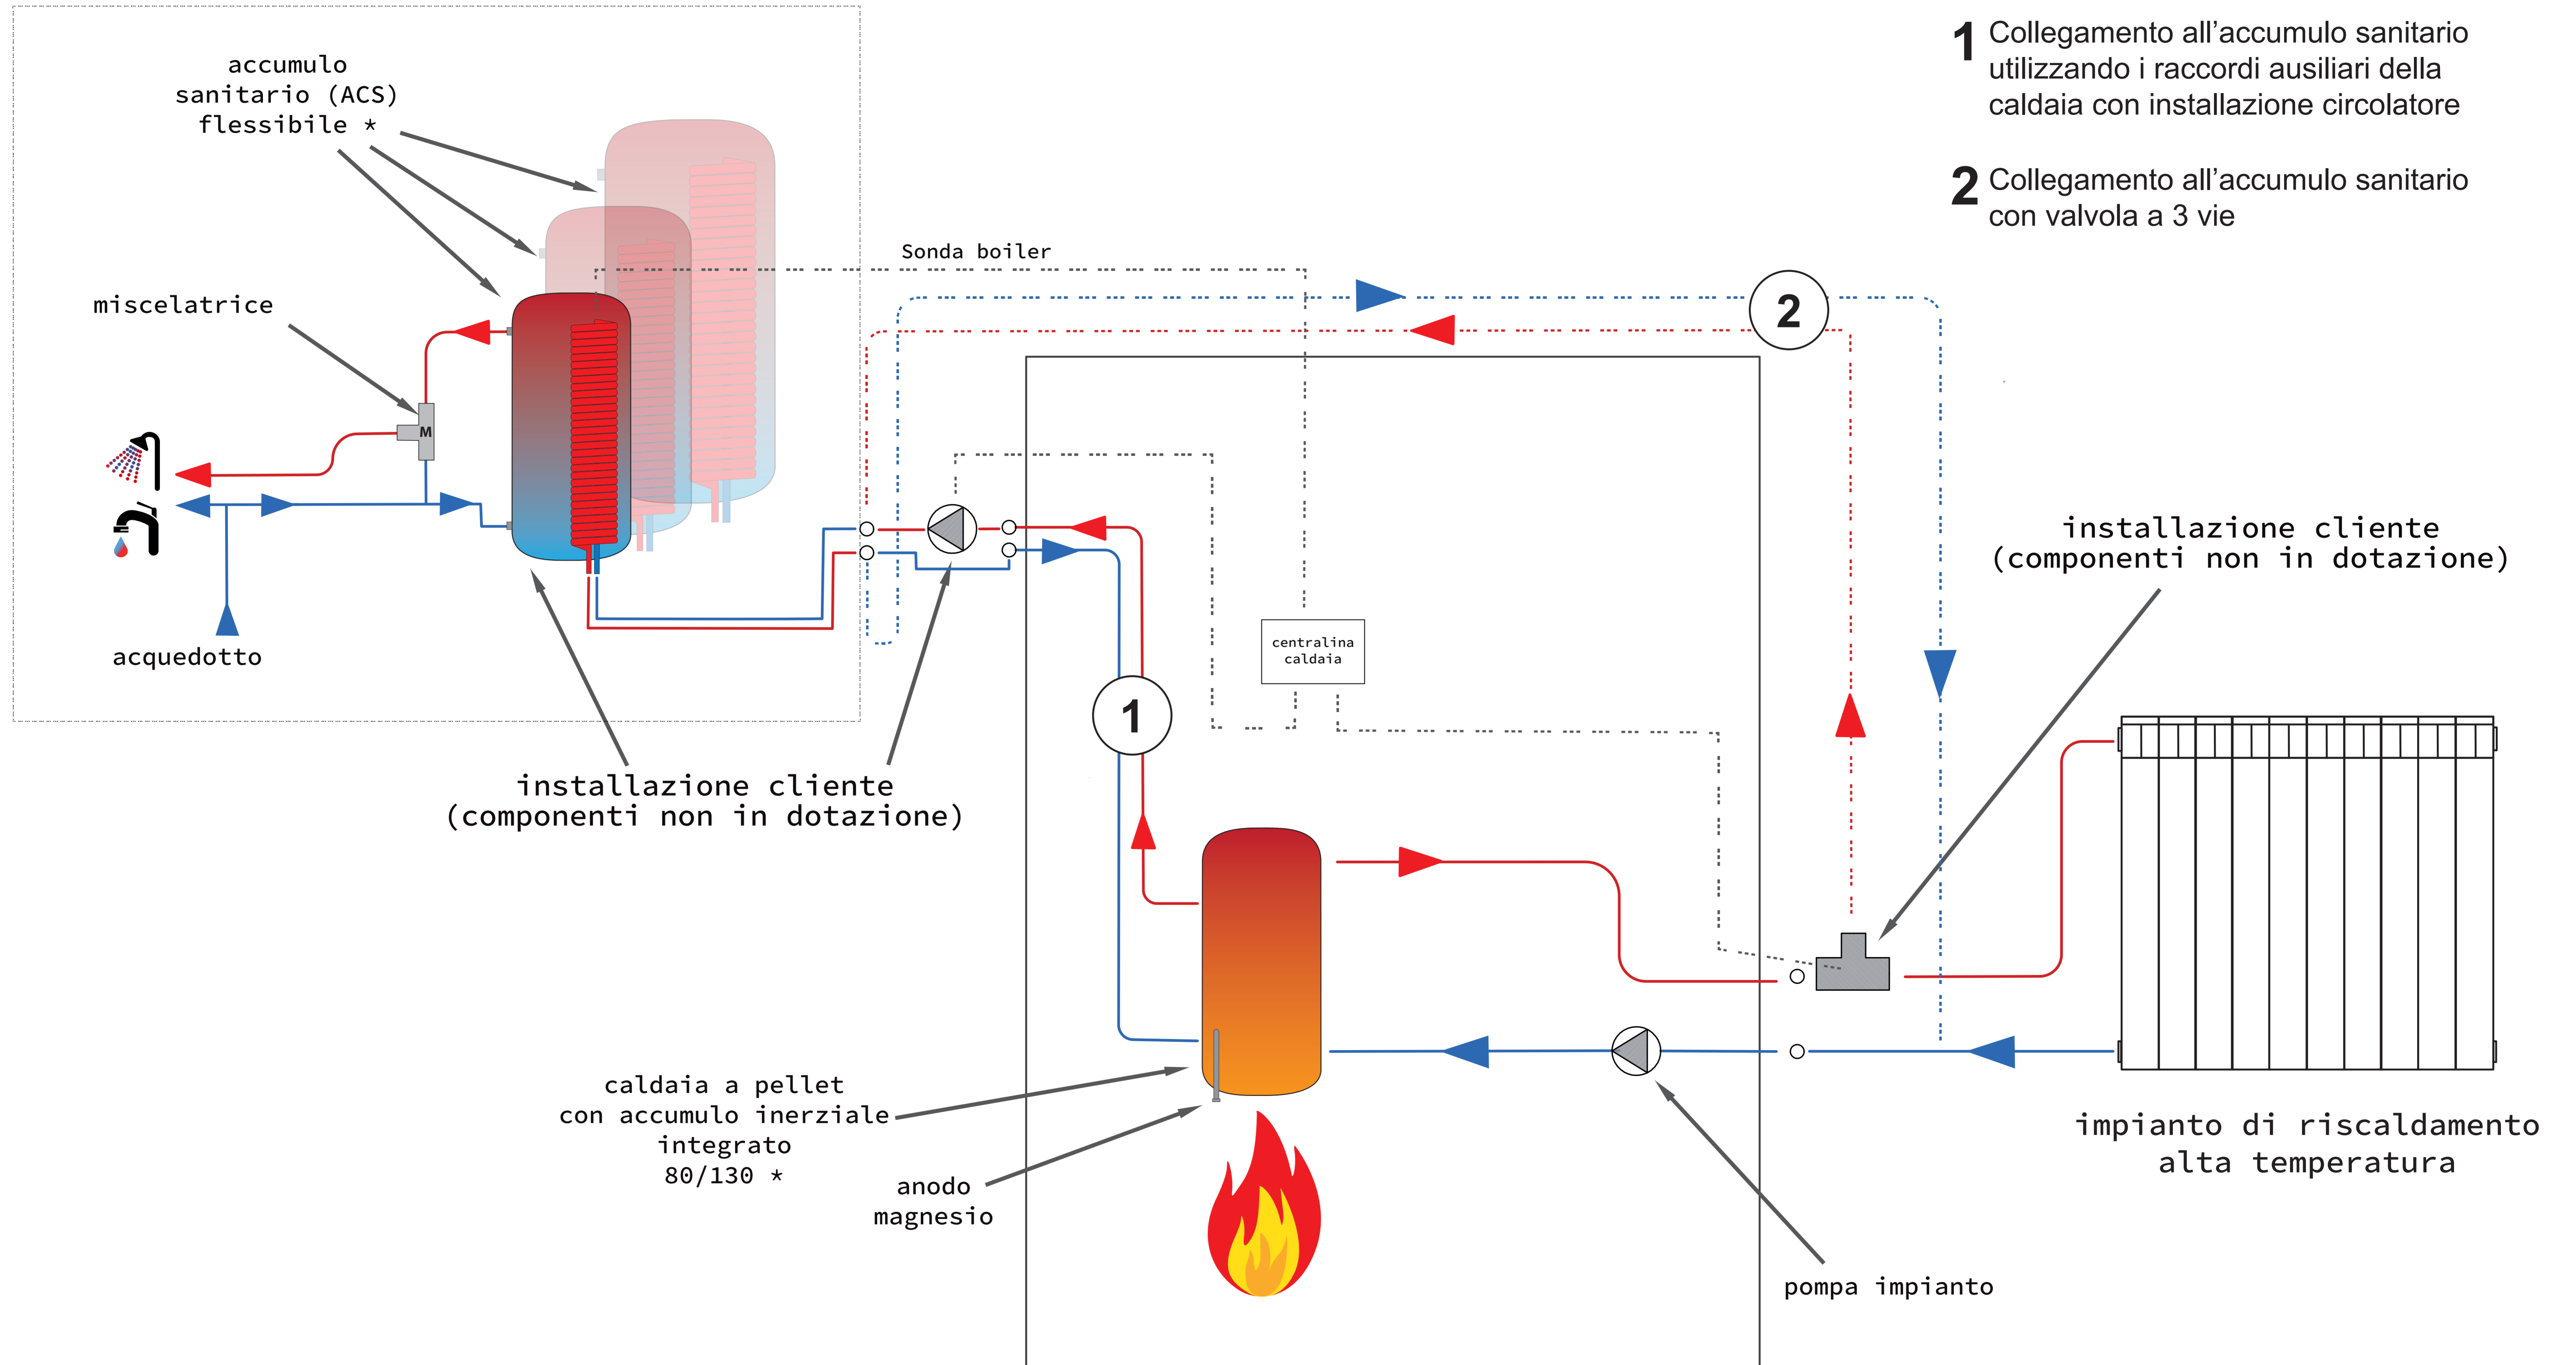 accumulo
sanitario (ACS)
flessibile *
miscelatrice
M
acquedotto
Sonda boiler
1 Collegamento all’accumulo sanitario
utilizzando i raccordi ausiliari della
caldaia con installazione circolatore
2 Collegamento all’accumulo sanitario
con valvola a 3 vie
2
installazione cliente
(componenti non in dotazione)
centralina
caldaia
1
installazione cliente
(componenti non in dotazione)
caldaia a pellet
con accumulo inerziale
integrato
80/130 *
anodo
magnesio
impianto di riscaldamento
alta temperatura
pompa impianto